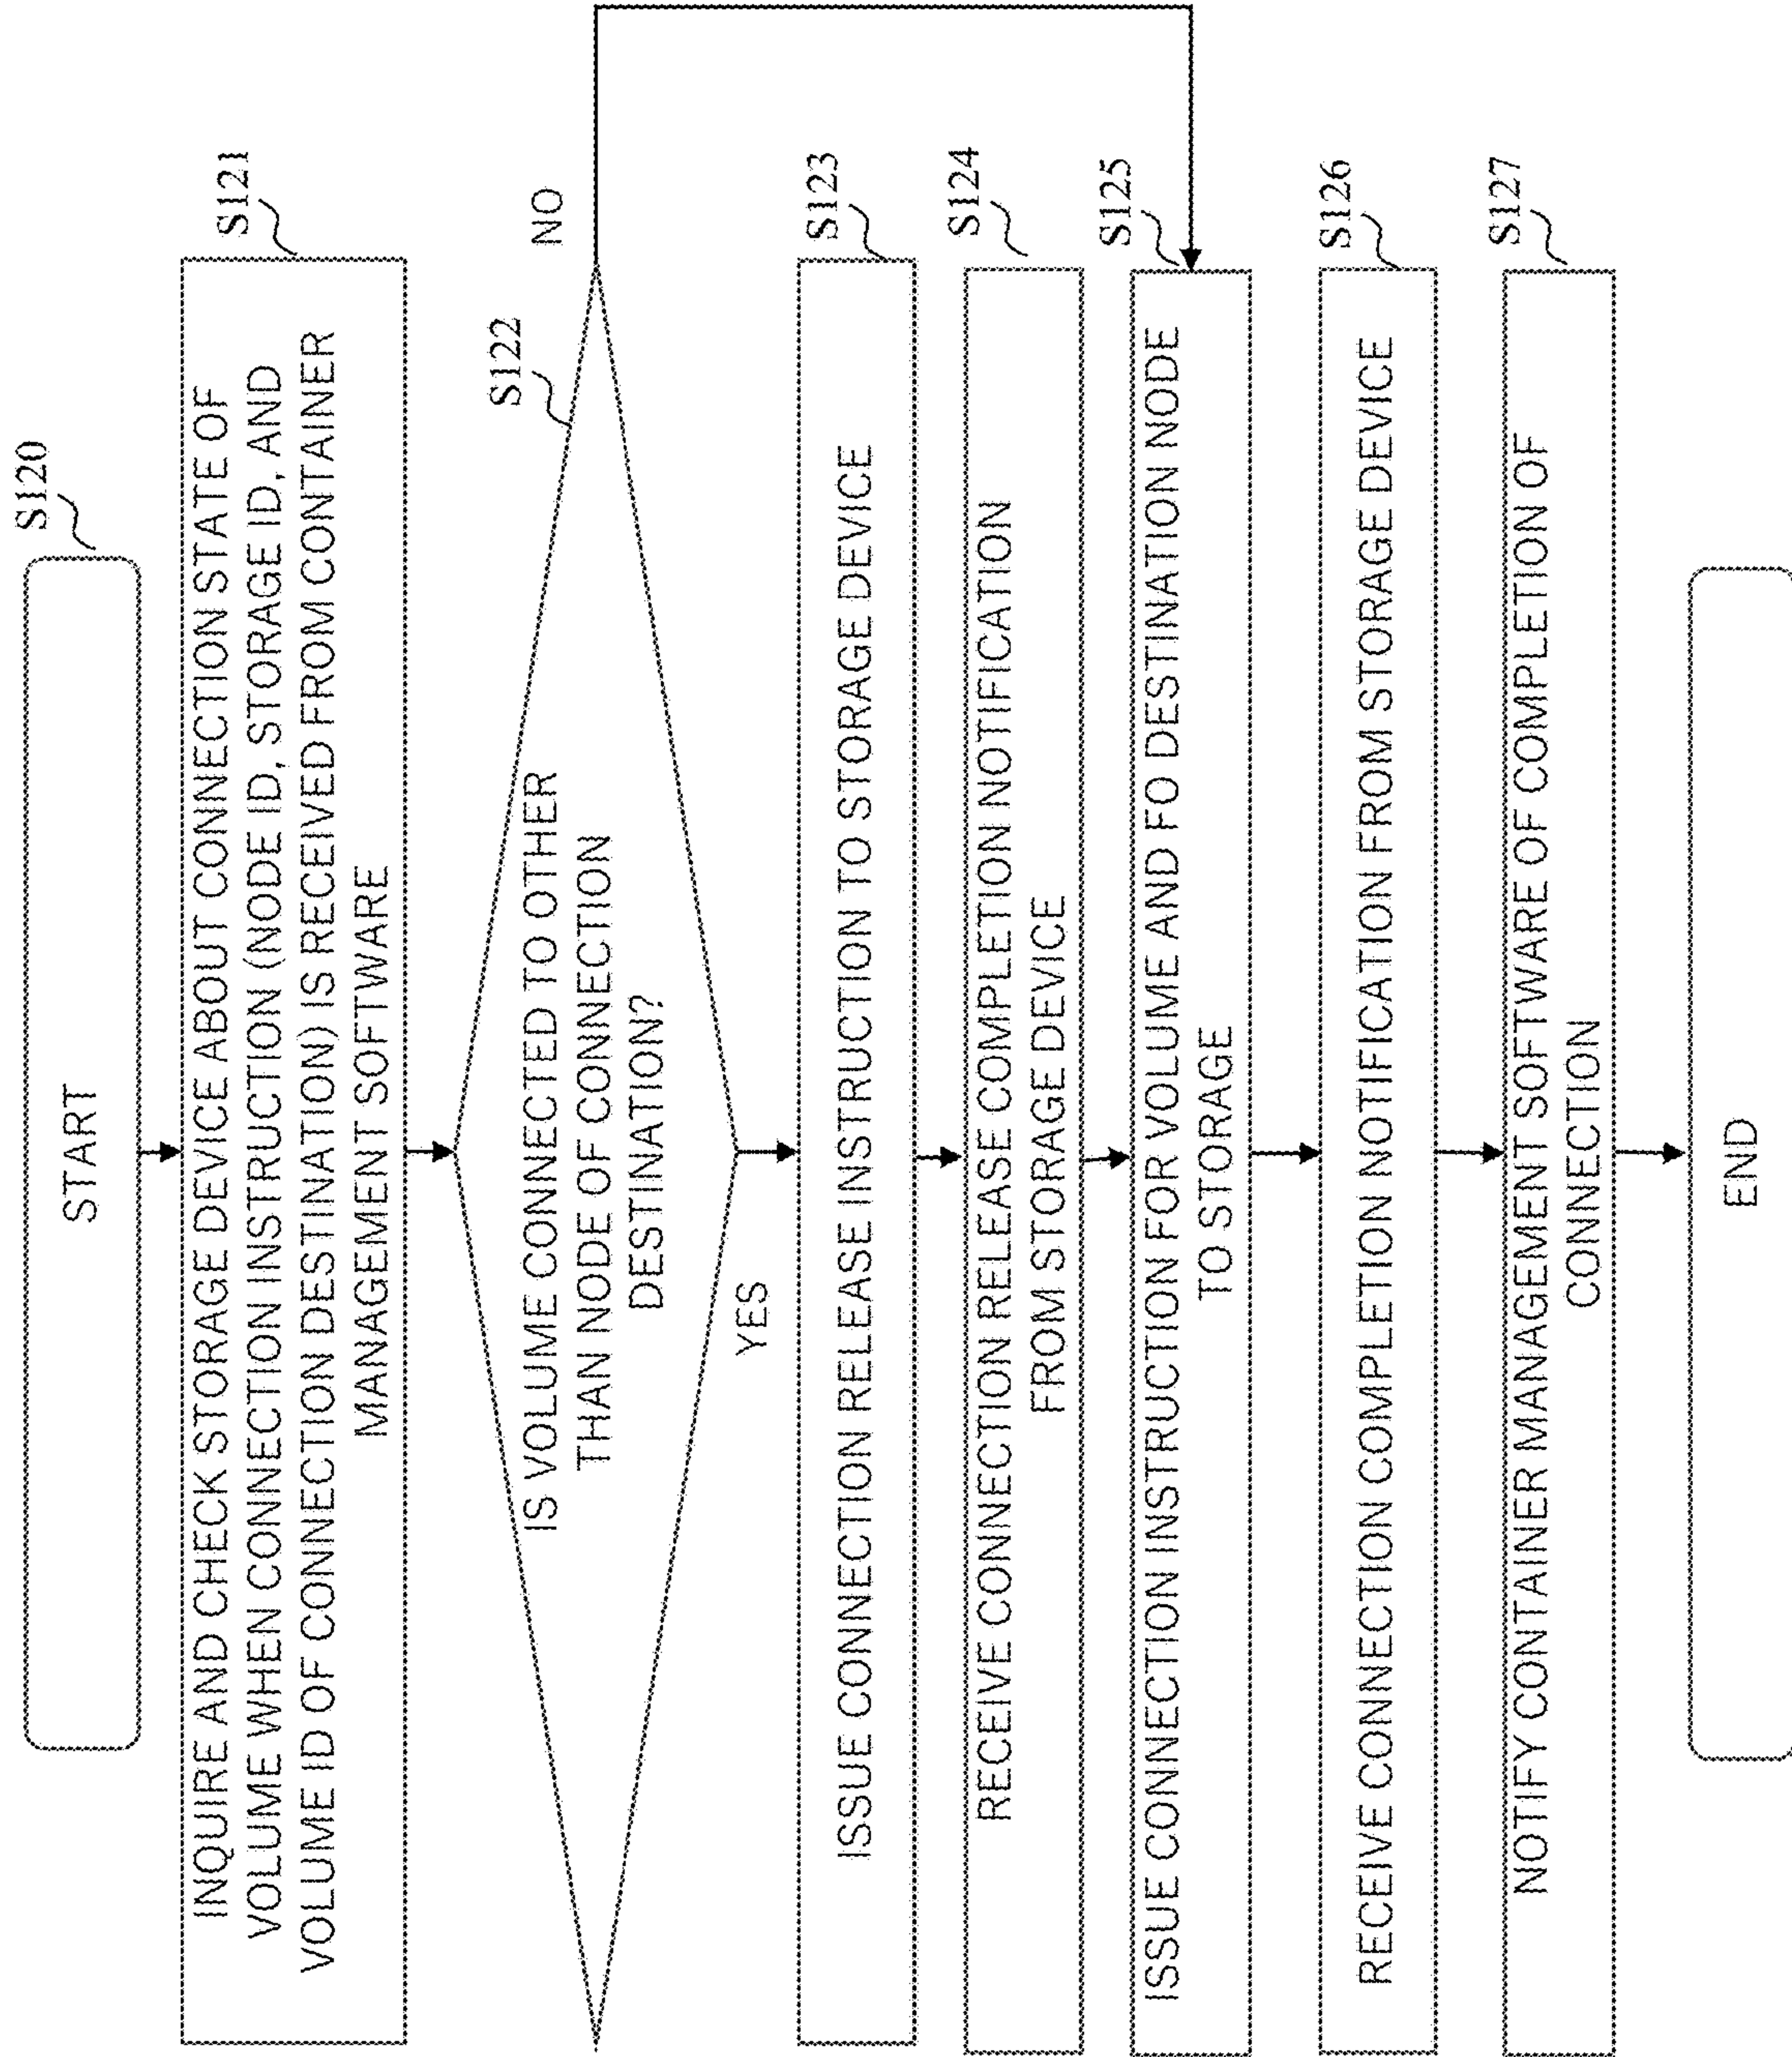 START
S120
INQUIRE AND CHECK STORAGE DEVICE ABOUT CONNECTION STATE OF
VOLUME WHEN CONNECTION INSTRUCTION (NODE ID, STORAGE ID, AND
VOLUME ID OF CONNECTION DESTINATION) IS RECEIVED FROM CONTAINER
MANAGEMENT SOFTWARE
S121
IS VOLUME CONNECTED TO OTHER
THAN NODE OF CONNECTION
DESTINATION?
S122
NO
YES
ISSUE CONNECTION RELEASE INSTRUCTION TO STORAGE DEVICE
S123
RECEIVE CONNECTION RELEASE COMPLETION NOTIFICATION
FROM STORAGE DEVICE
S124
ISSUE CONNECTION INSTRUCTION FOR VOLUME AND FO DESTINATION NODE
TO STORAGE
S125
RECEIVE CONNECTION COMPLETION NOTIFICATION FROM STORAGE DEVICE
S126
NOTIFY CONTAINER MANAGEMENT SOFTWARE OF COMPLETION OF
CONNECTION
S127
END